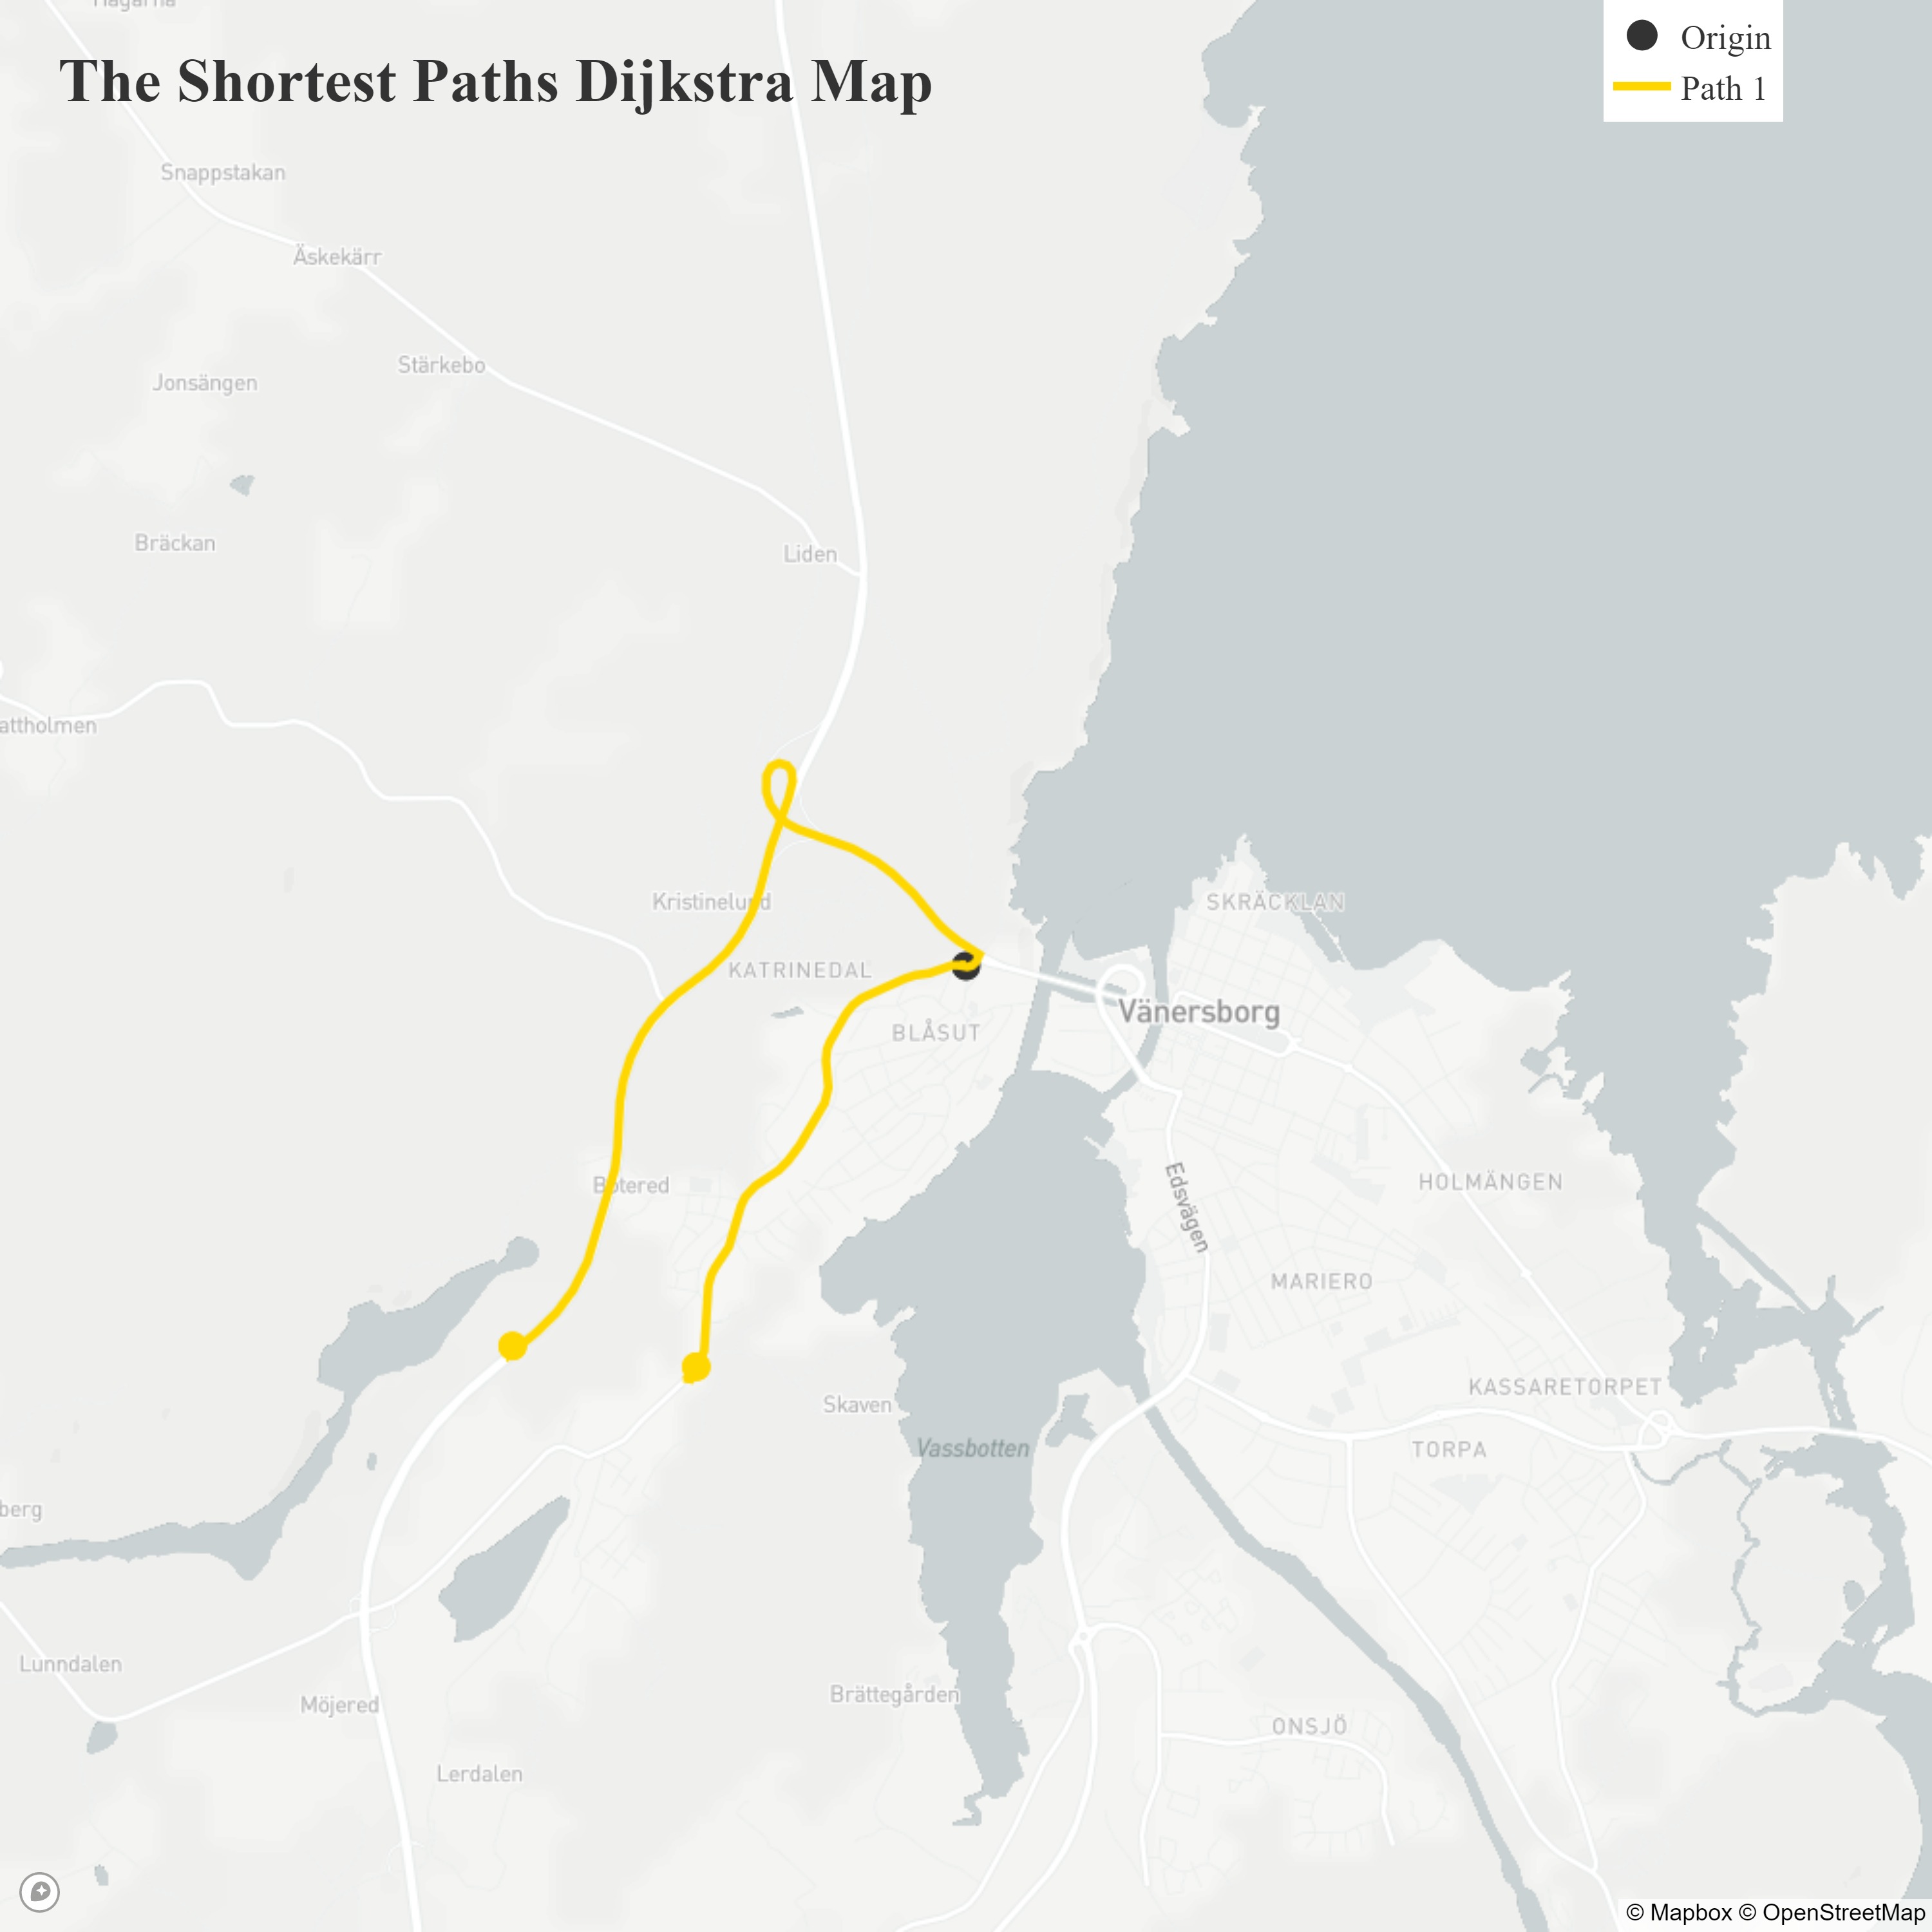 The Shortest Paths Dijkstra Map
Origin
Path 1
Snappstakan
Äskekärr
Stärkebo
Jonsängen
Bräckan
Liden
attholmen
Kristinelund
SKRÄCKLAN
KATRINEDAL
Vänersborg
BLÅSUT
Edsvägen
HOLMÄNGEN
Botered
MARIERO
KASSARETORPET
Skaven
Vassbotten
TORPA
berg
Lunndalen
Möjered
Brättegården
ONSJÖ
Lerdalen
© Mapbox © OpenStreetMap